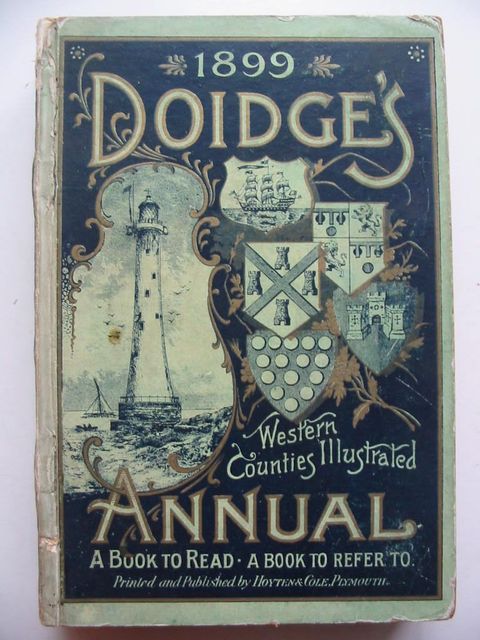 1899
DOIDGE'S
Western
Counties Illustrated
ANNUAL
A BOOK TO READ · A BOOK TO REFER TO
Printed and Published by HOYTEN & COLE, PLYMOUTH.